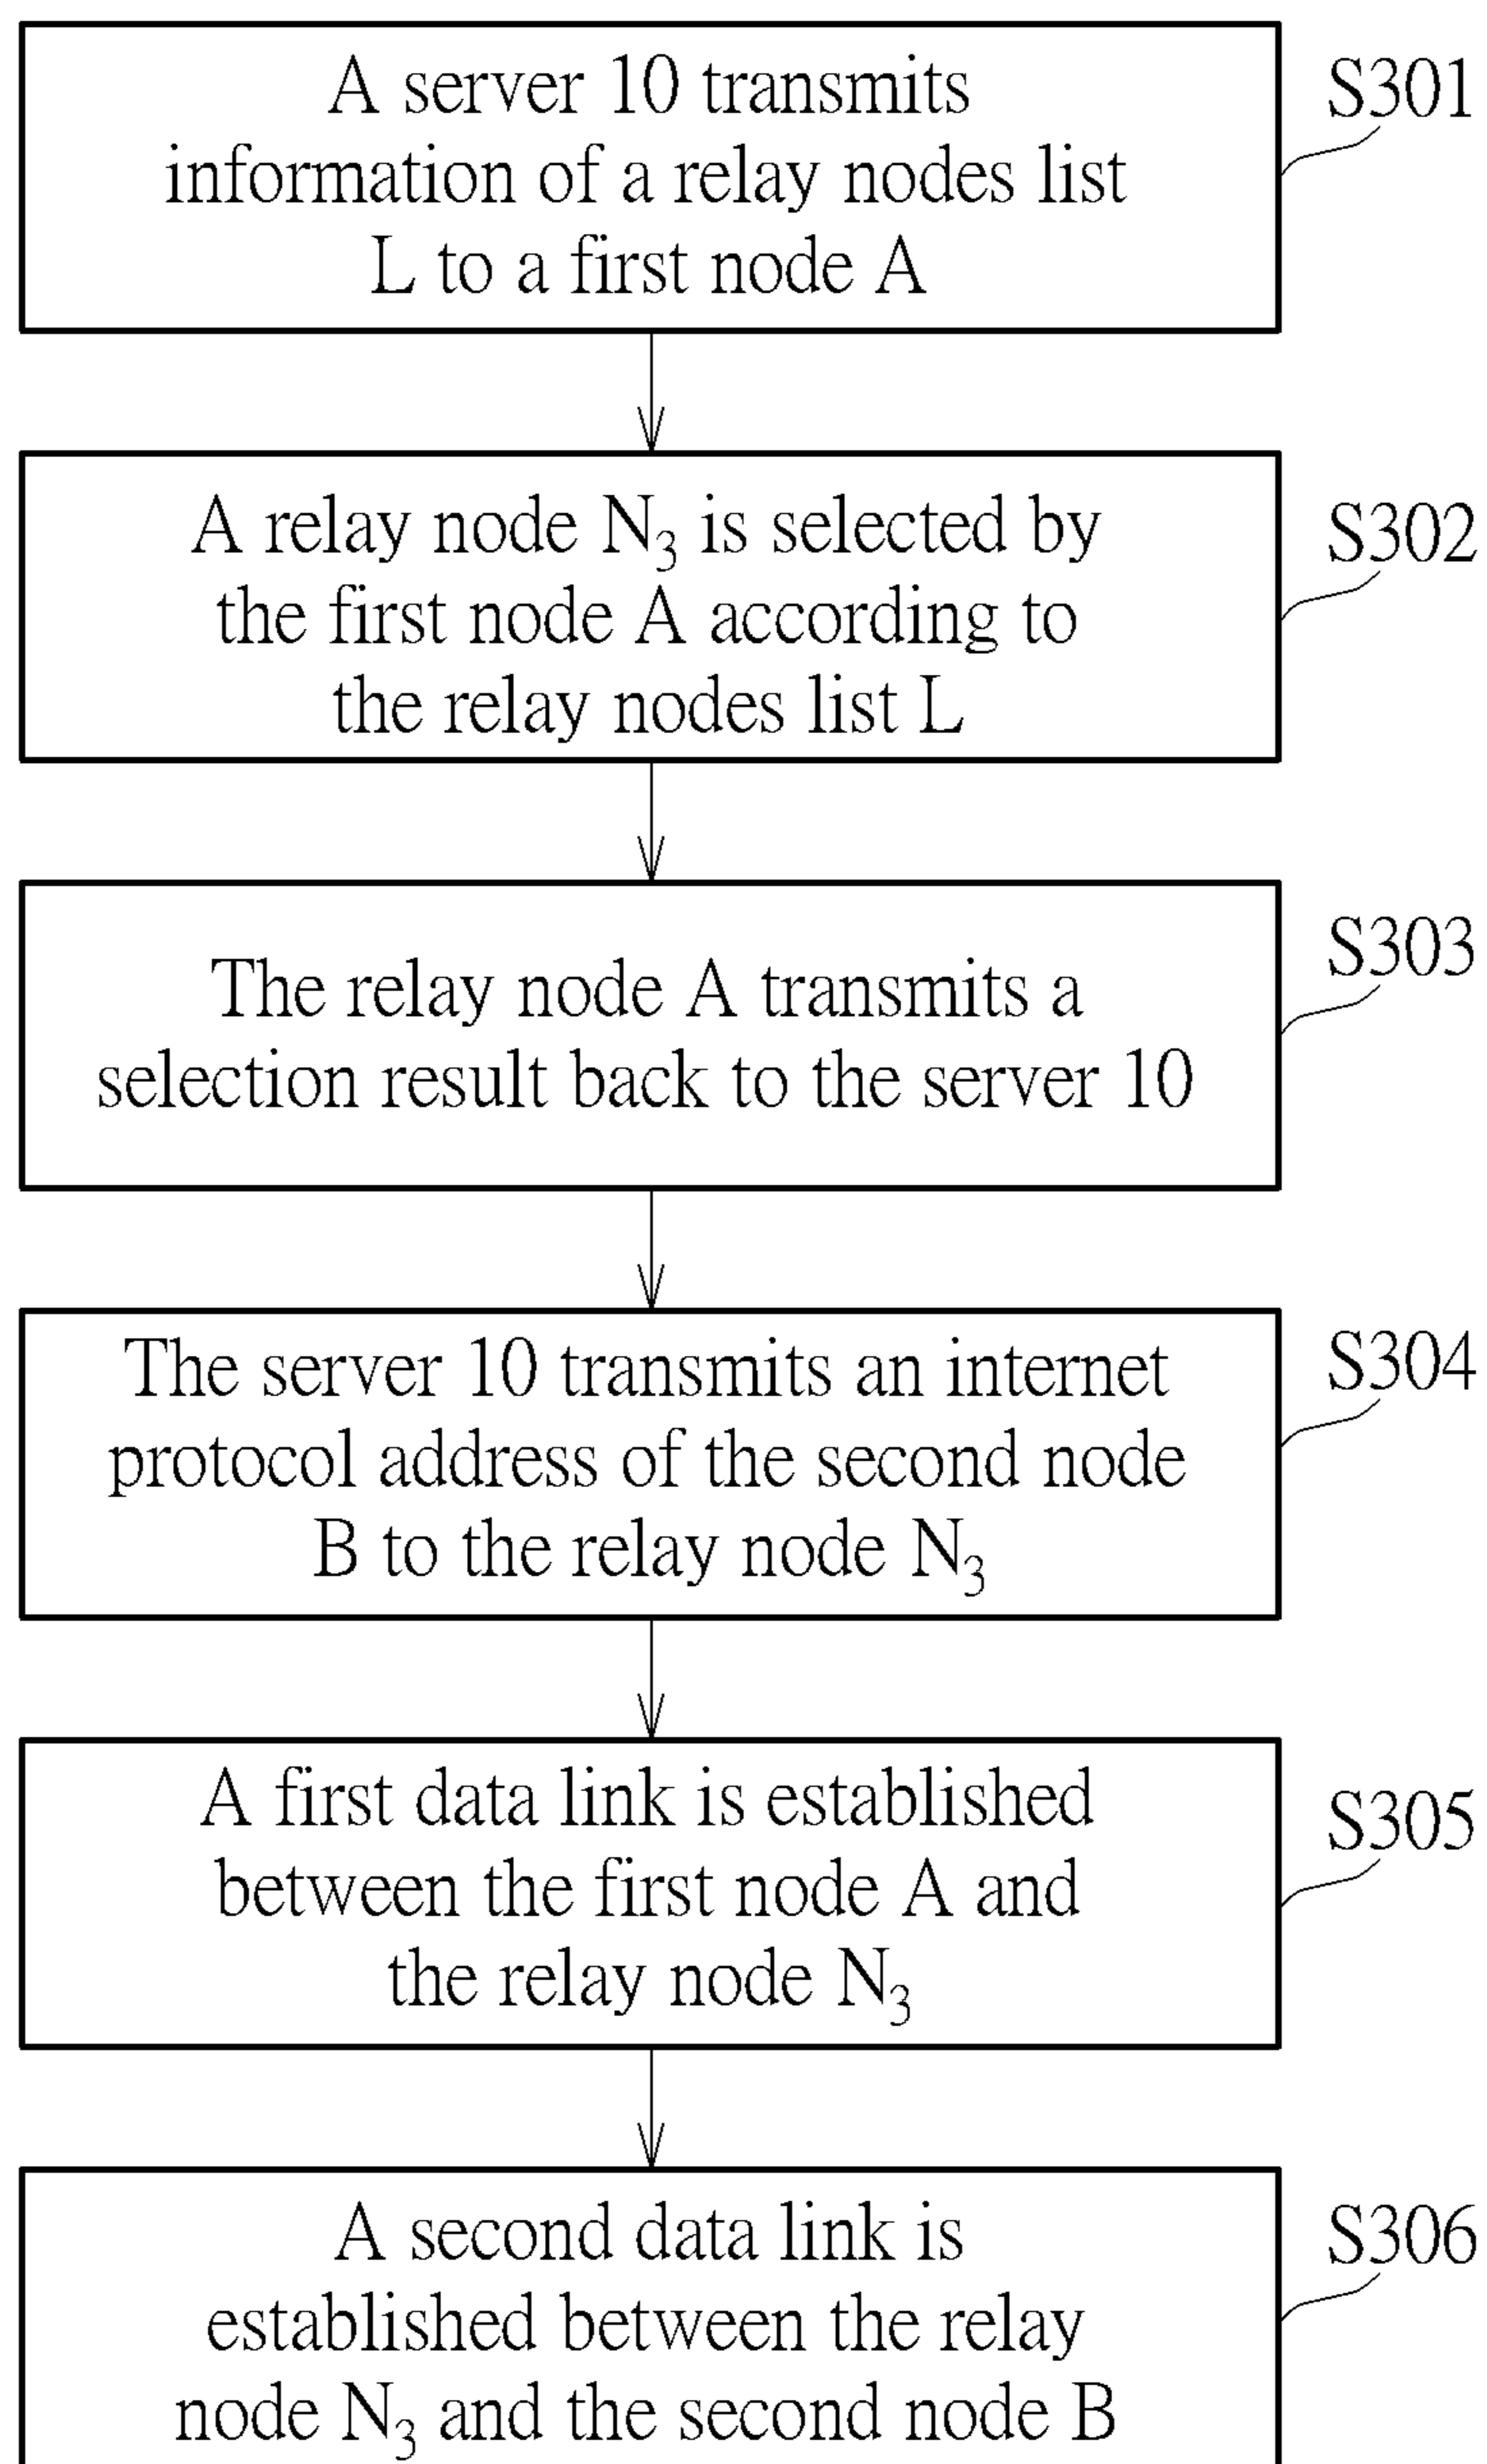 A server 10 transmits
information of a relay nodes list
L to a first node A
S301
A relay node N₃ is selected by
the first node A according to
the relay nodes list L
S302
The relay node A transmits a
selection result back to the server 10
S303
The server 10 transmits an internet
protocol address of the second node
B to the relay node N₃
S304
A first data link is established
between the first node A and
the relay node N₃
S305
A second data link is
established between the relay
node N₃ and the second node B
S306